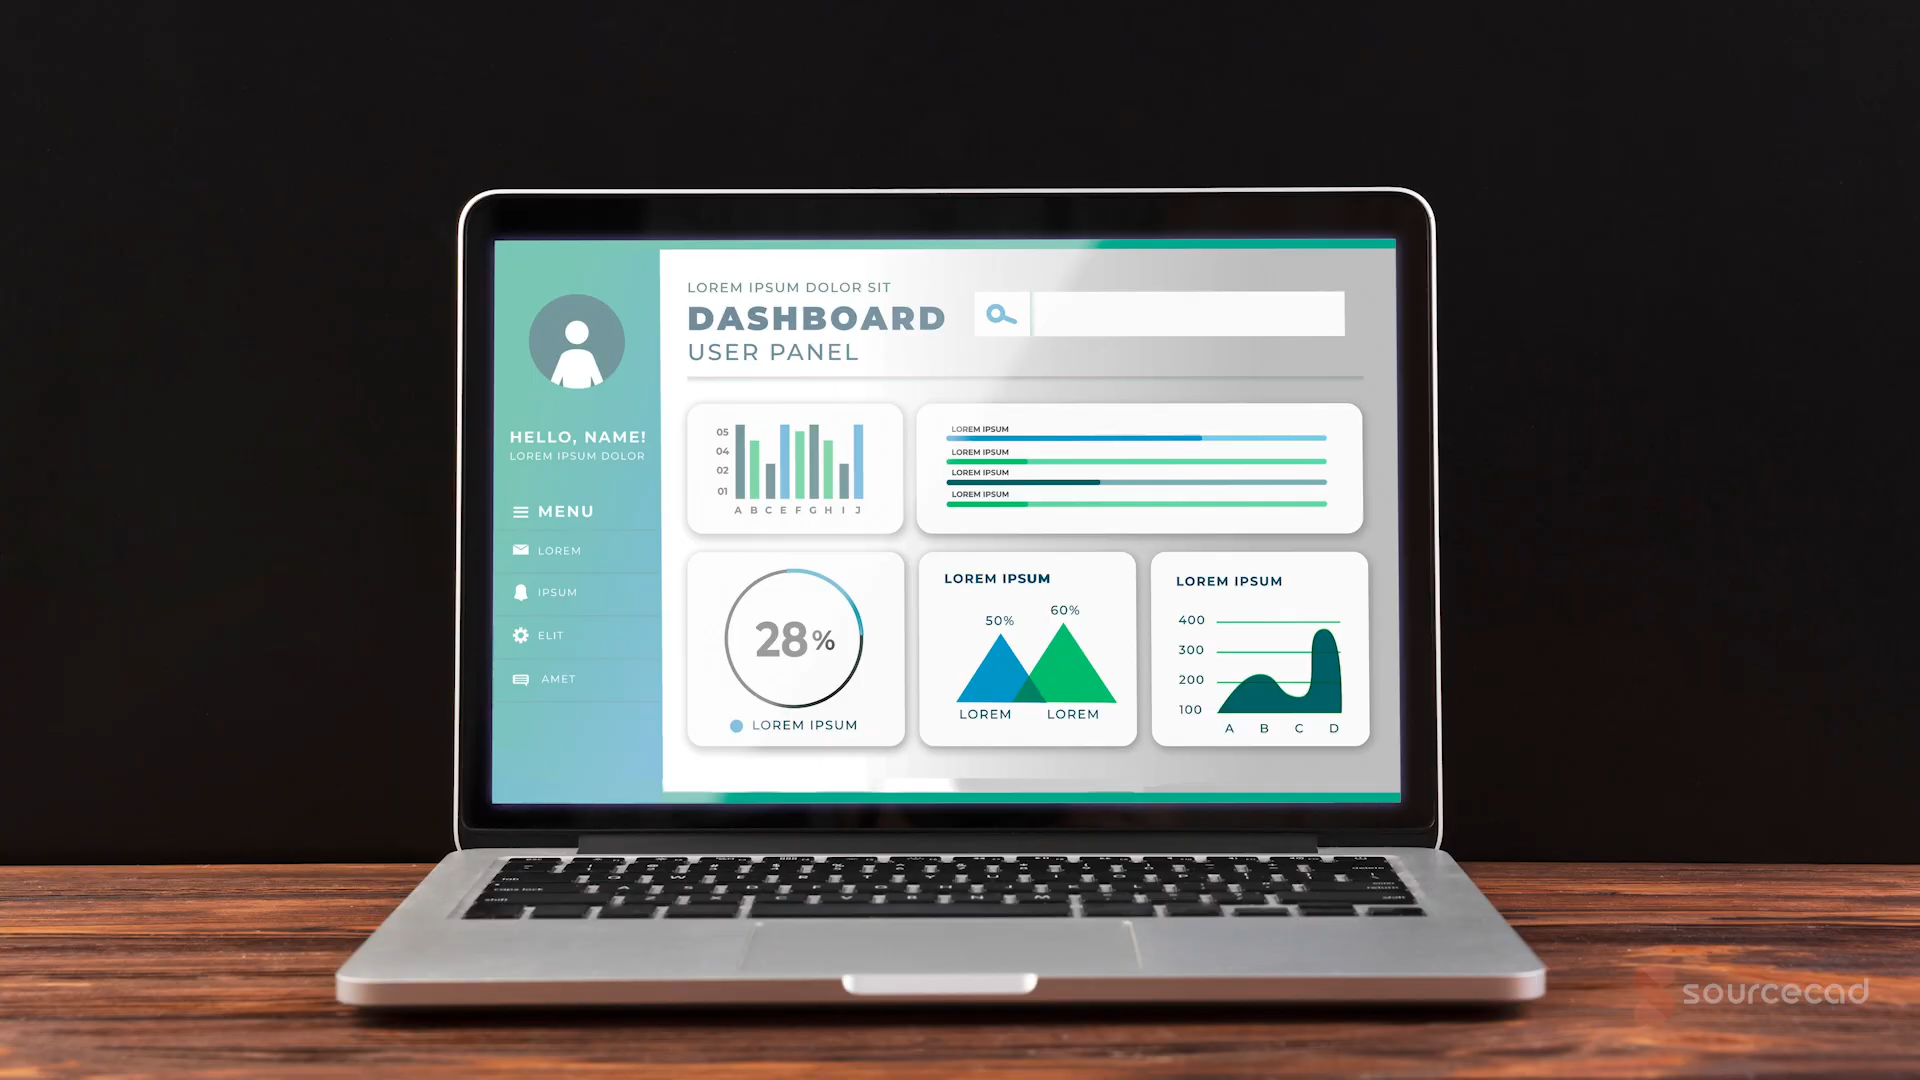 LOREM IPSUM DOLOR SIT
DASHBOARD
USER PANEL
HELLO, NAME!
LOREM IPSUM DOLOR
MENU
LOREM
IPSUM
ELIT
AMET
05
04
02
01
A B C E F G H I J
LOREM IPSUM
LOREM IPSUM
LOREM IPSUM
LOREM IPSUM
28%
LOREM IPSUM
LOREM IPSUM
50%
60%
LOREM LOREM
LOREM IPSUM
400
300
200
100
A B C D
sourcecad